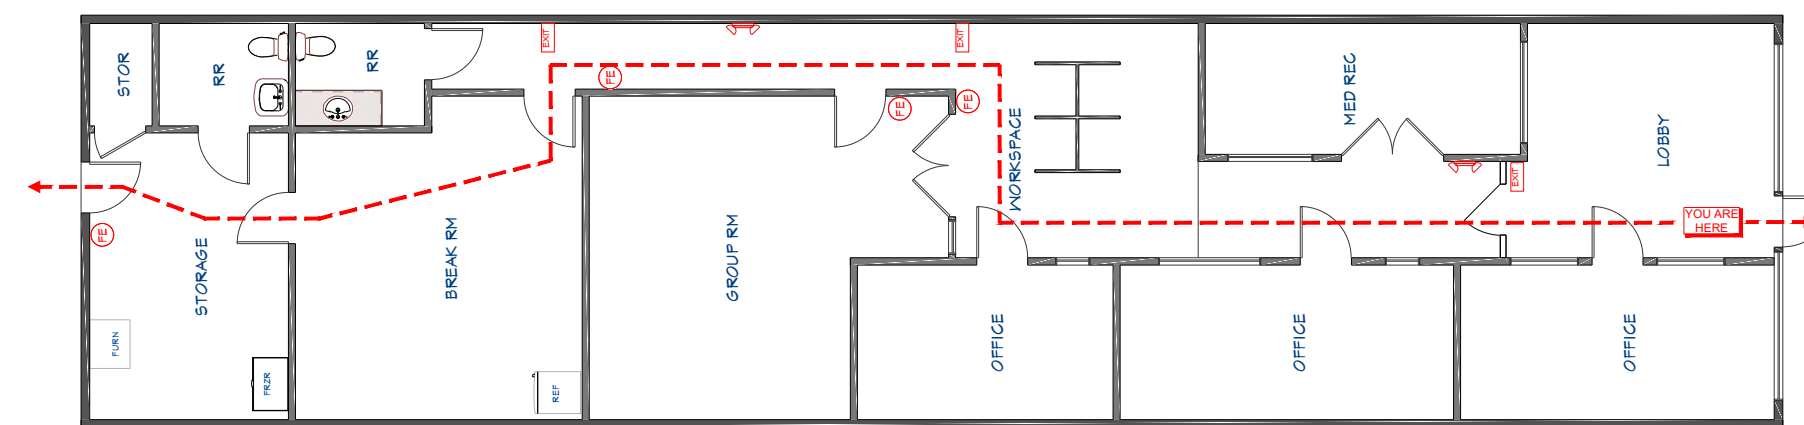 STOR
RR
RR
EXIT
FE
EXIT
FE
FE
WORKSPACE
MED REC
LOBBY
EXIT
YOU ARE
HERE
FE
STORAGE
BREAK RM
GROUP RM
OFFICE
OFFICE
OFFICE
FURN
FRZR
REF